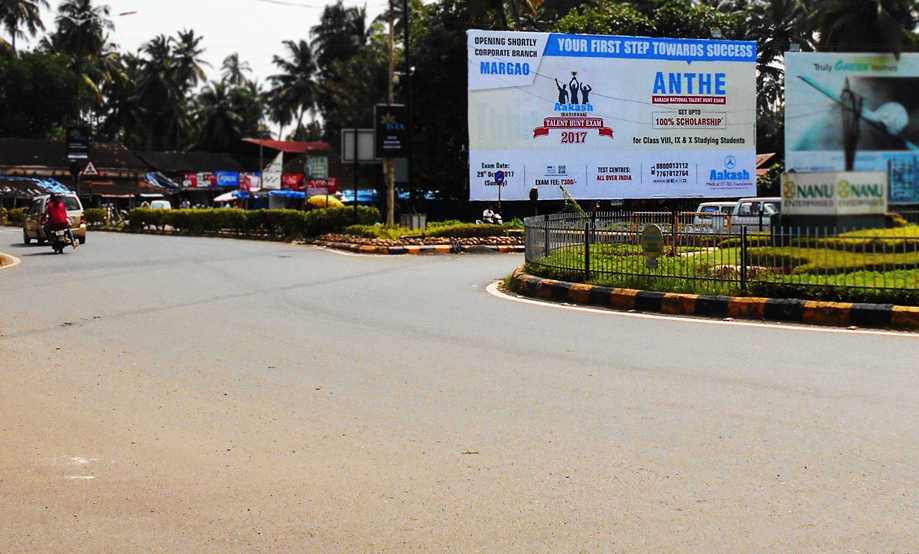 OPENING SHORTLY
CORPORATE BRANCH
MARGAO
YOUR FIRST STEP TOWARDS SUCCESS
Aakash
NATIONAL
TALENT HUNT EXAM
2017
ANTHE
AAKASH NATIONAL TALENT HUNT EXAM
GET UPTO
100% SCHOLARSHIP
for Class VIII, IX & X Studying Students
Exam Date:
29th Oct 2017
(Sunday)
EXAM FEE
TEST CENTRES:
ALL OVER INDIA
8800013112
7767812764
Aakash
Medical IIT-JEE Foundations
Truly GREEN Homes
NANU
ENTERPRISES
NANU
ENTERPRISES